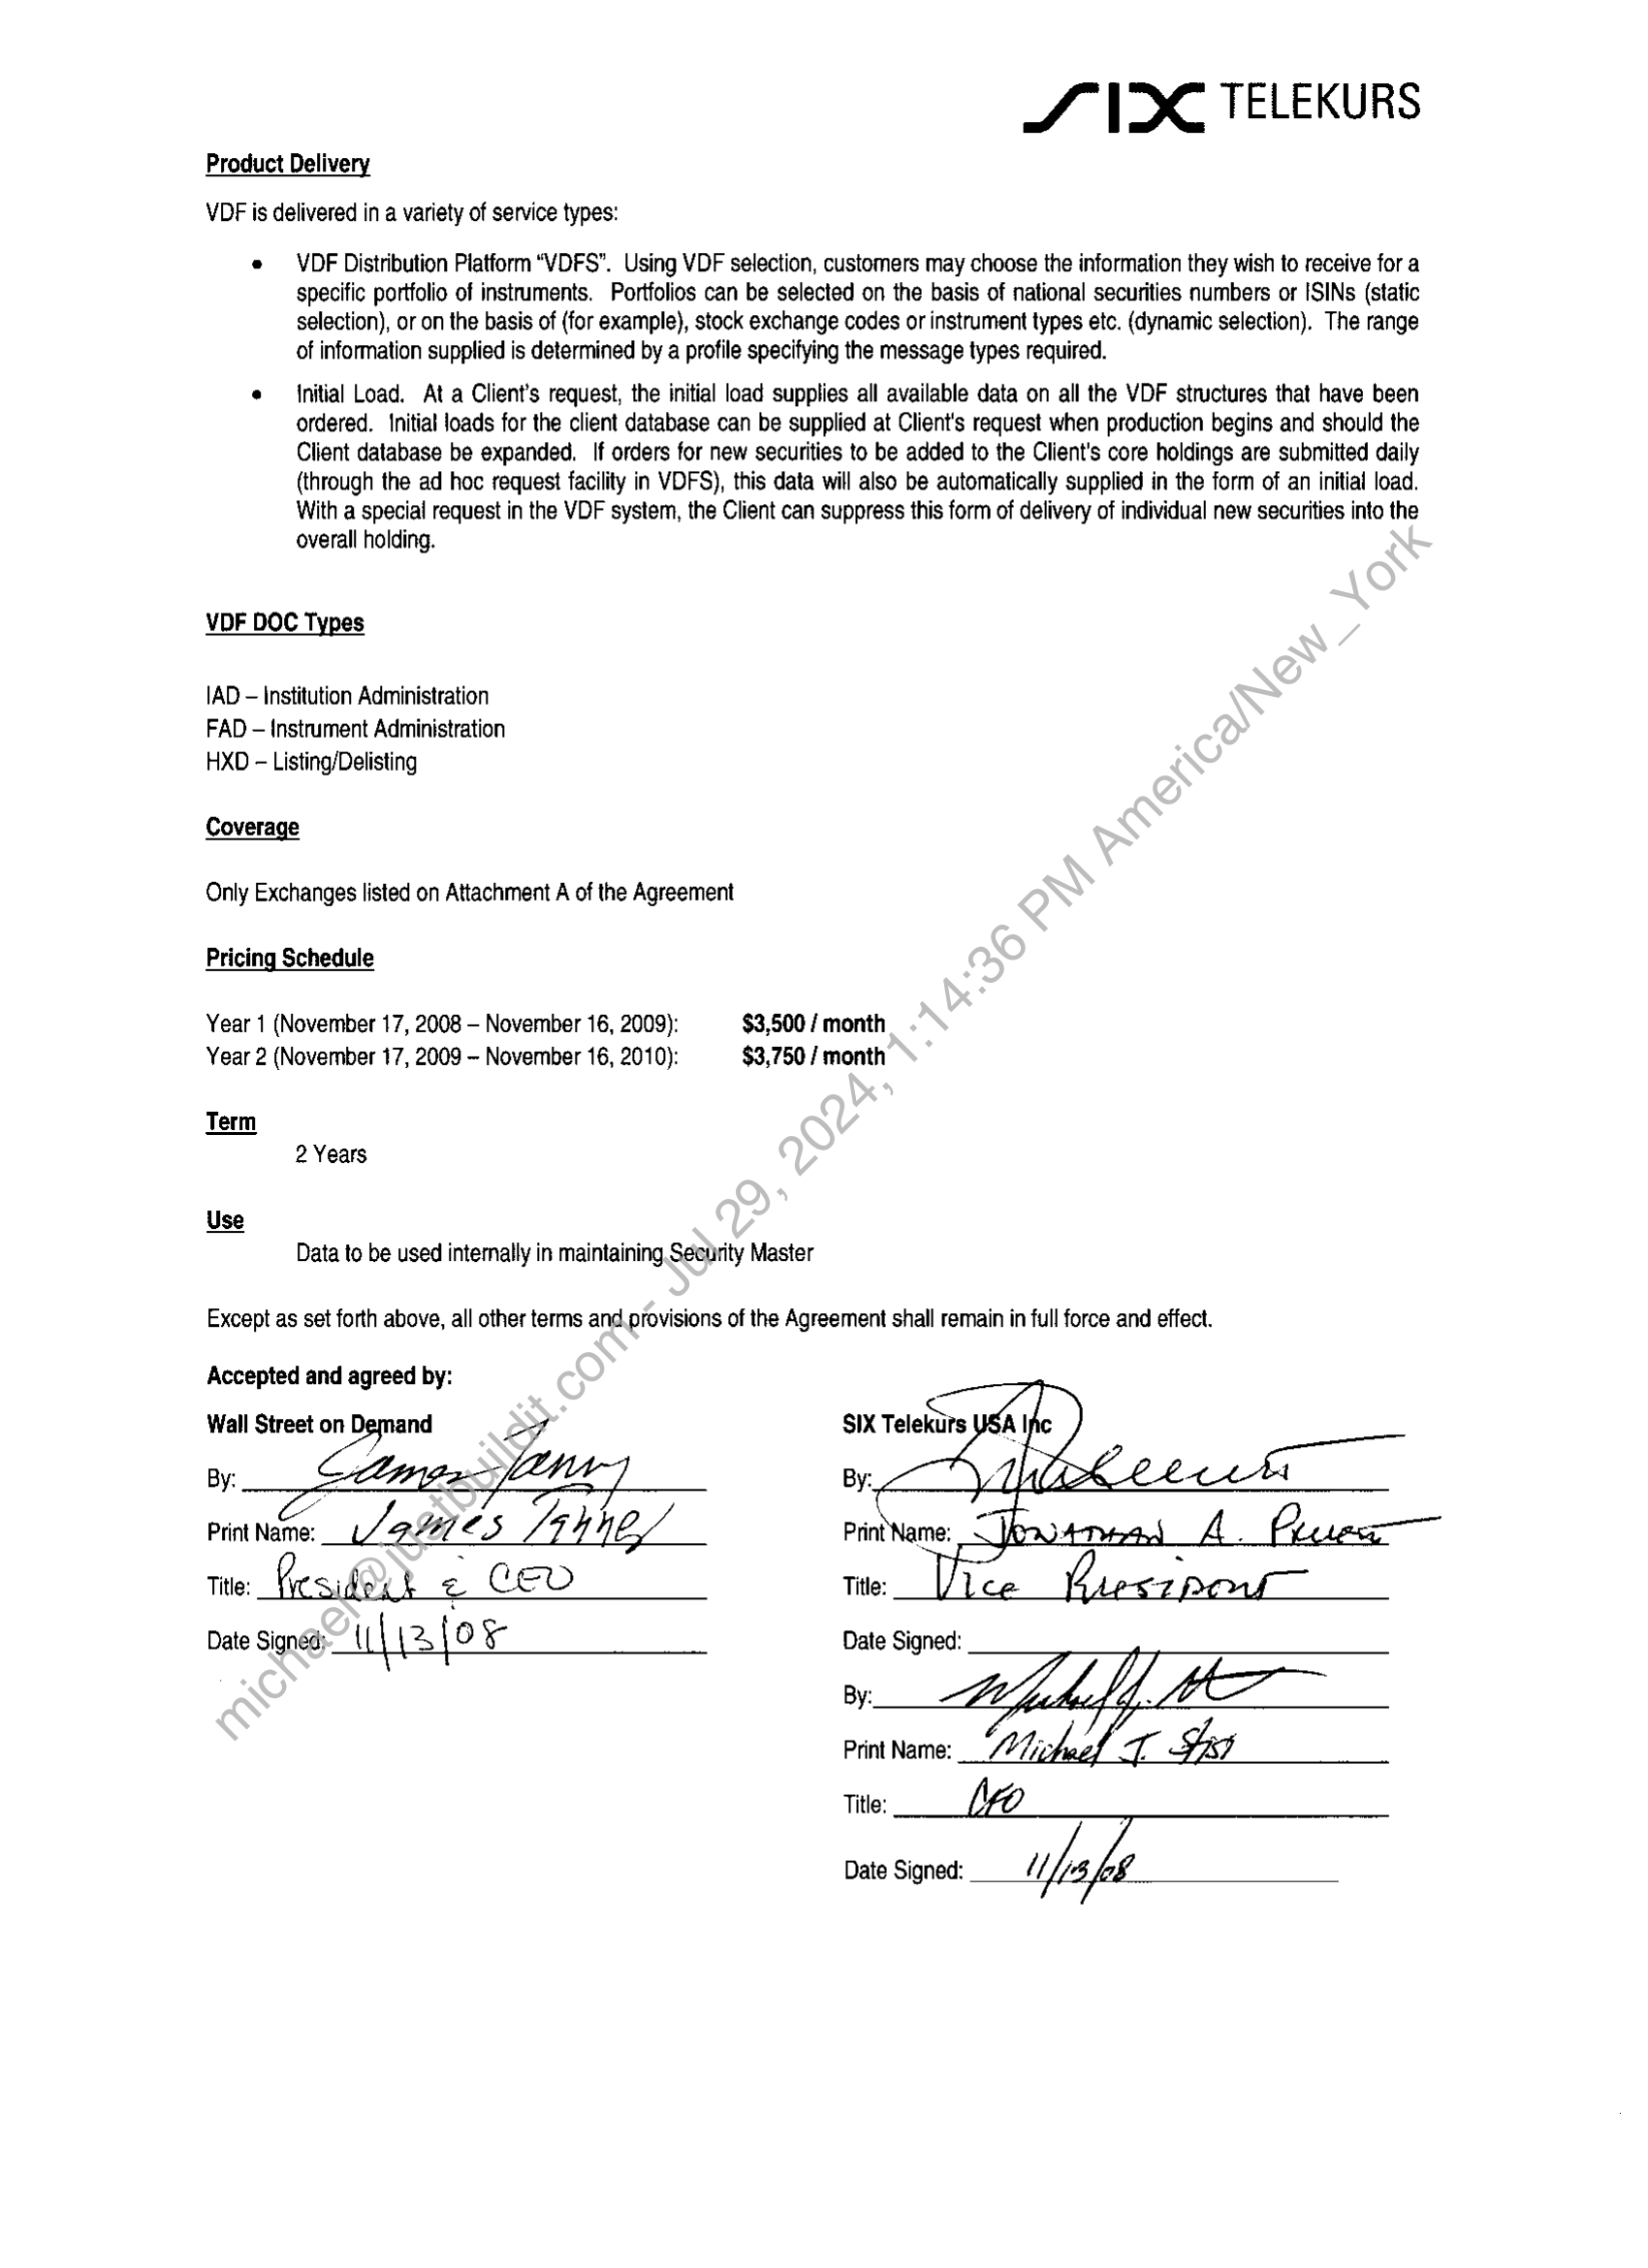 SIX TELEKURS
Product Delivery
VDF is delivered in a variety of service types:
• VDF Distribution Platform “VDFS”. Using VDF selection, customers may choose the information they wish to receive for a
specific portfolio of instruments. Portfolios can be selected on the basis of national securities numbers or ISINs (static
selection), or on the basis of (for example), stock exchange codes or instrument types etc. (dynamic selection). The range
of information supplied is determined by a profile specifying the message types required.
• Initial Load. At a Client's request, the initial load supplies all available data on all the VDF structures that have been
ordered. Initial loads for the client database can be supplied at Client's request when production begins and should the
Client database be expanded. If orders for new securities to be added to the Client's core holdings are submitted daily
(through the ad hoc request facility in VDFS), this data will also be automatically supplied in the form of an initial load.
With a special request in the VDF system, the Client can suppress this form of delivery of individual new securities into the
overall holding.
VDF DOC Types
IAD – Institution Administration
FAD – Instrument Administration
HXD – Listing/Delisting
Coverage
Only Exchanges listed on Attachment A of the Agreement
Pricing Schedule
Year 1 (November 17, 2008 – November 16, 2009): $3,500 / month
Year 2 (November 17, 2009 – November 16, 2010): $3,750 / month
Term
2 Years
Use
Data to be used internally in maintaining Security Master
Except as set forth above, all other terms and provisions of the Agreement shall remain in full force and effect.
Accepted and agreed by:
Wall Street on Demand
By: James Tanner
Print Name: James Tanner
Title: President & CEO
Date Signed: 11/13/08
SIX Telekurs USA Inc
By:
Print Name: JONATHAN A.
Title: Vice President
Date Signed:
By:
Print Name: Michael J.
Title: CFO
Date Signed: 11/13/08
michael@justbuildit.com - Jul 29, 2024, 1:14:36 PM America/New_York